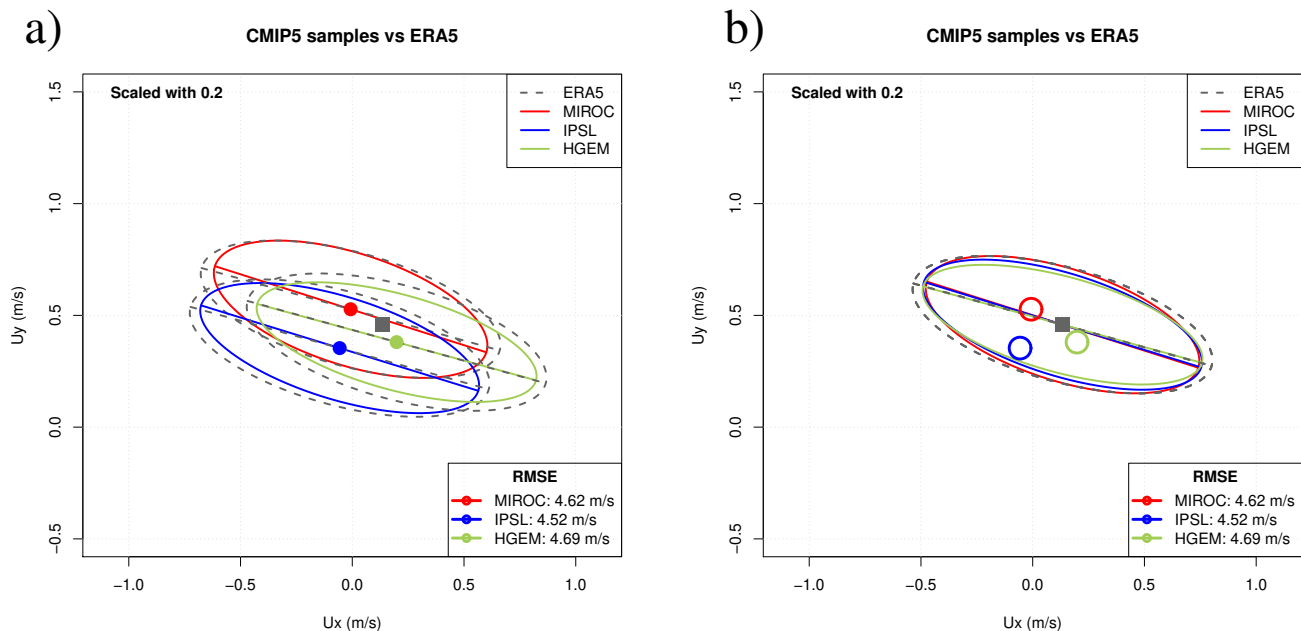 a)
CMIP5 samples vs ERA5
Scaled with 0.2
ERA5
MIROC
IPSL
HGEM
1.5
1.0
0.5
0.0
−0.5
Uy (m/s)
RMSE
MIROC: 4.62 m/s
IPSL: 4.52 m/s
HGEM: 4.69 m/s
−1.0 −0.5 0.0 0.5 1.0
Ux (m/s)
b)
CMIP5 samples vs ERA5
Scaled with 0.2
ERA5
MIROC
IPSL
HGEM
1.5
1.0
0.5
0.0
−0.5
Uy (m/s)
RMSE
MIROC: 4.62 m/s
IPSL: 4.52 m/s
HGEM: 4.69 m/s
−1.0 −0.5 0.0 0.5 1.0
Ux (m/s)